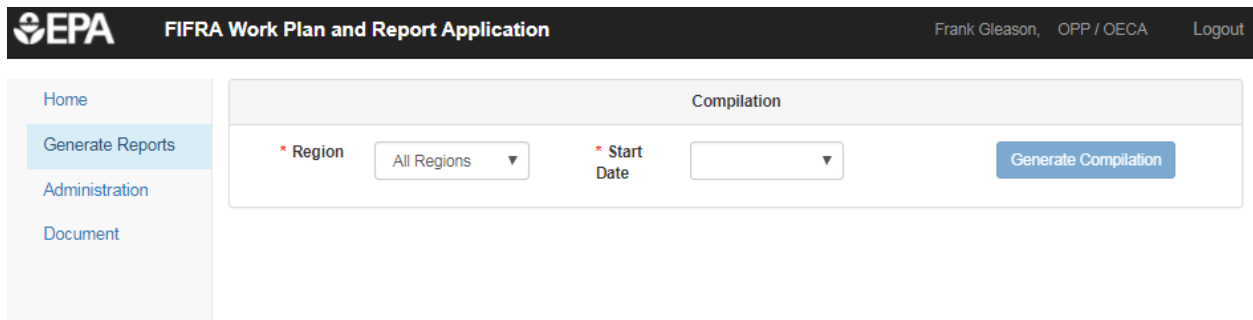 EPA FIFRA Work Plan and Report Application Frank Gleason, OPP / OECA Logout
Home
Generate Reports
Administration
Document
Compilation
* Region All Regions ▼ * Start Date ▼ Generate Compilation